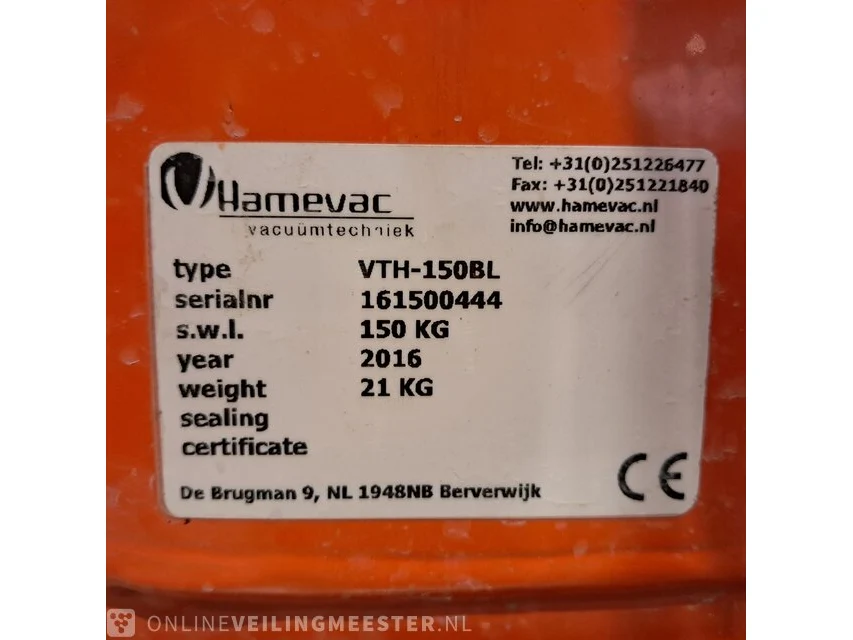 Hamevac
vacuümtechniek
Tel: +31(0)251226477
Fax: +31(0)251221840
www.hamevac.nl
info@hamevac.nl
type VTH-150BL
serialnr 161500444
s.w.l. 150 KG
year 2016
weight 21 KG
sealing
certificate
De Brugman 9, NL 1948NB Berverwijk
CE
ONLINEVEILINGMEESTER.NL